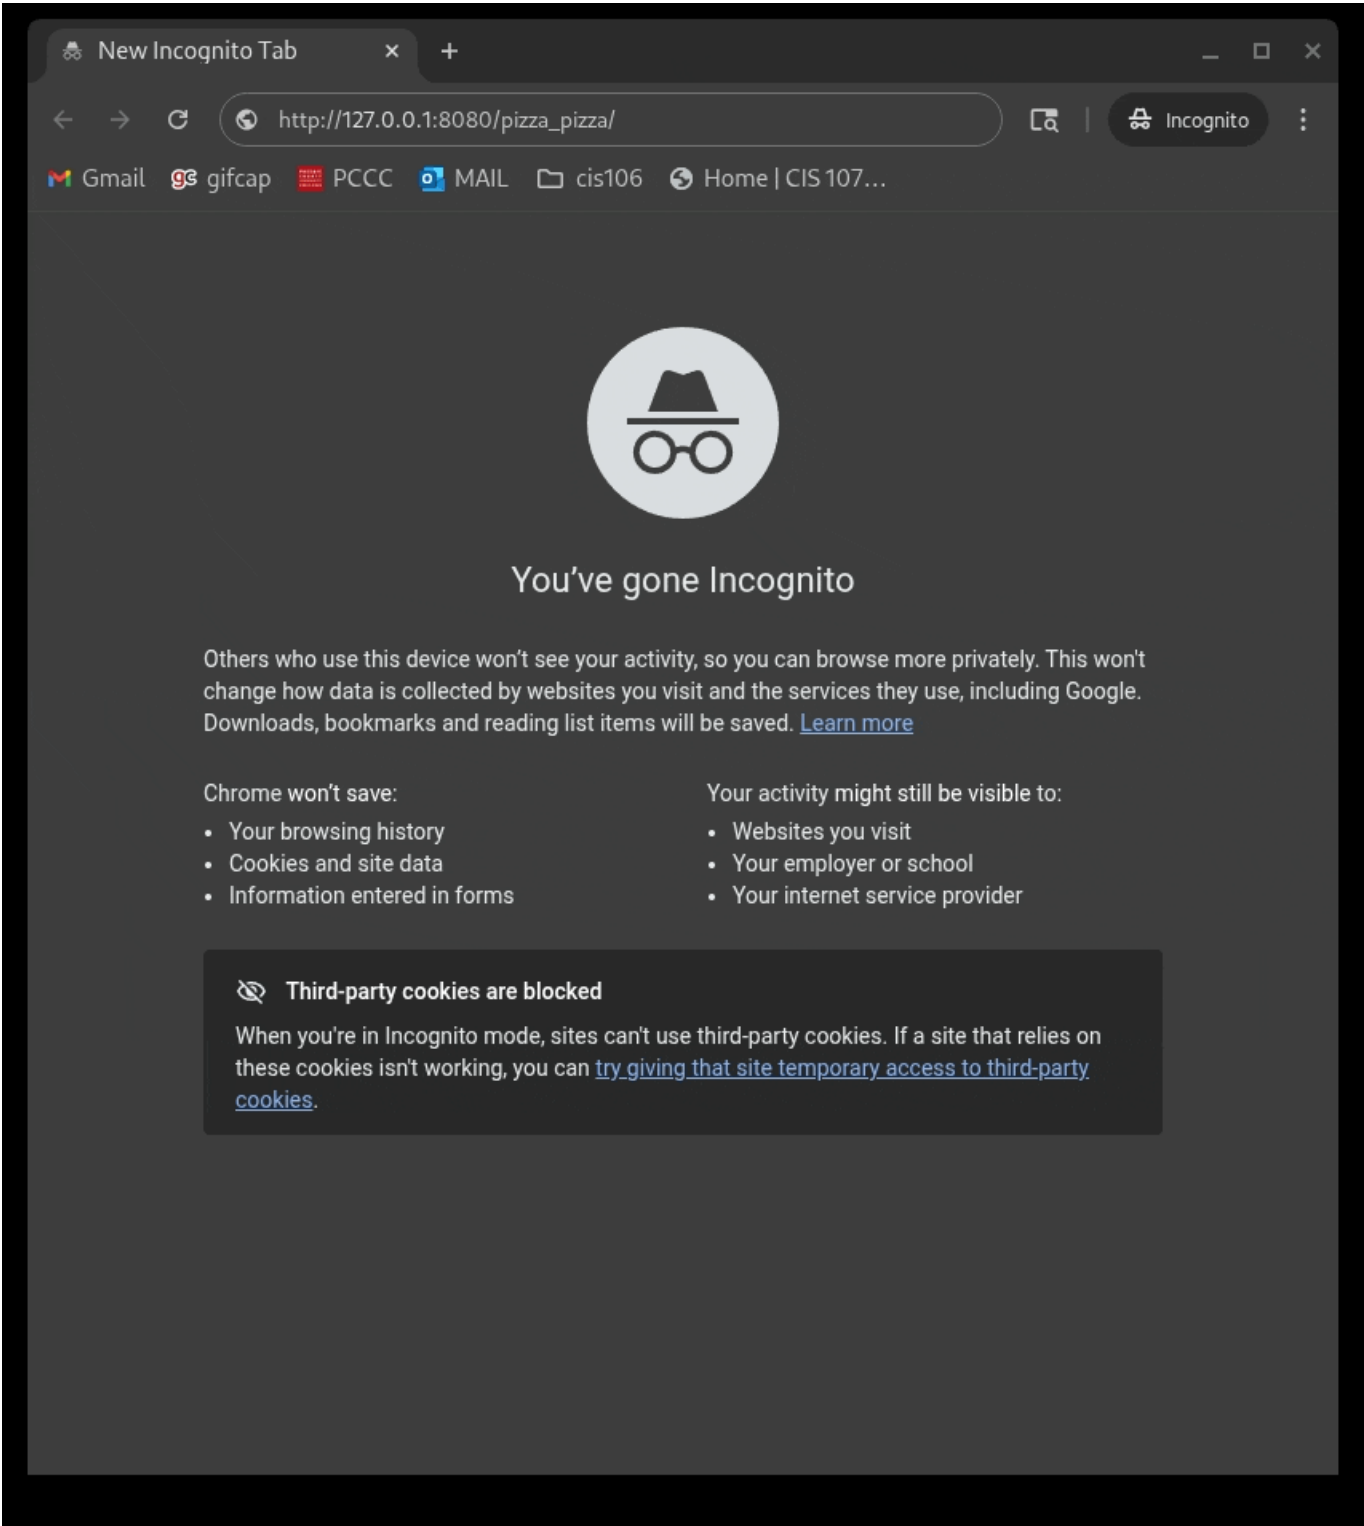 New Incognito Tab
http://127.0.0.1:8080/pizza_pizza/
Incognito
Gmail
gifcap
PCCC
MAIL
cis106
Home | CIS 107...
You’ve gone Incognito
Others who use this device won’t see your activity, so you can browse more privately. This won't
change how data is collected by websites you visit and the services they use, including Google.
Downloads, bookmarks and reading list items will be saved. Learn more
Chrome won’t save:
Your browsing history
Cookies and site data
Information entered in forms
Your activity might still be visible to:
Websites you visit
Your employer or school
Your internet service provider
Third-party cookies are blocked
When you're in Incognito mode, sites can't use third-party cookies. If a site that relies on
these cookies isn't working, you can try giving that site temporary access to third-party
cookies.